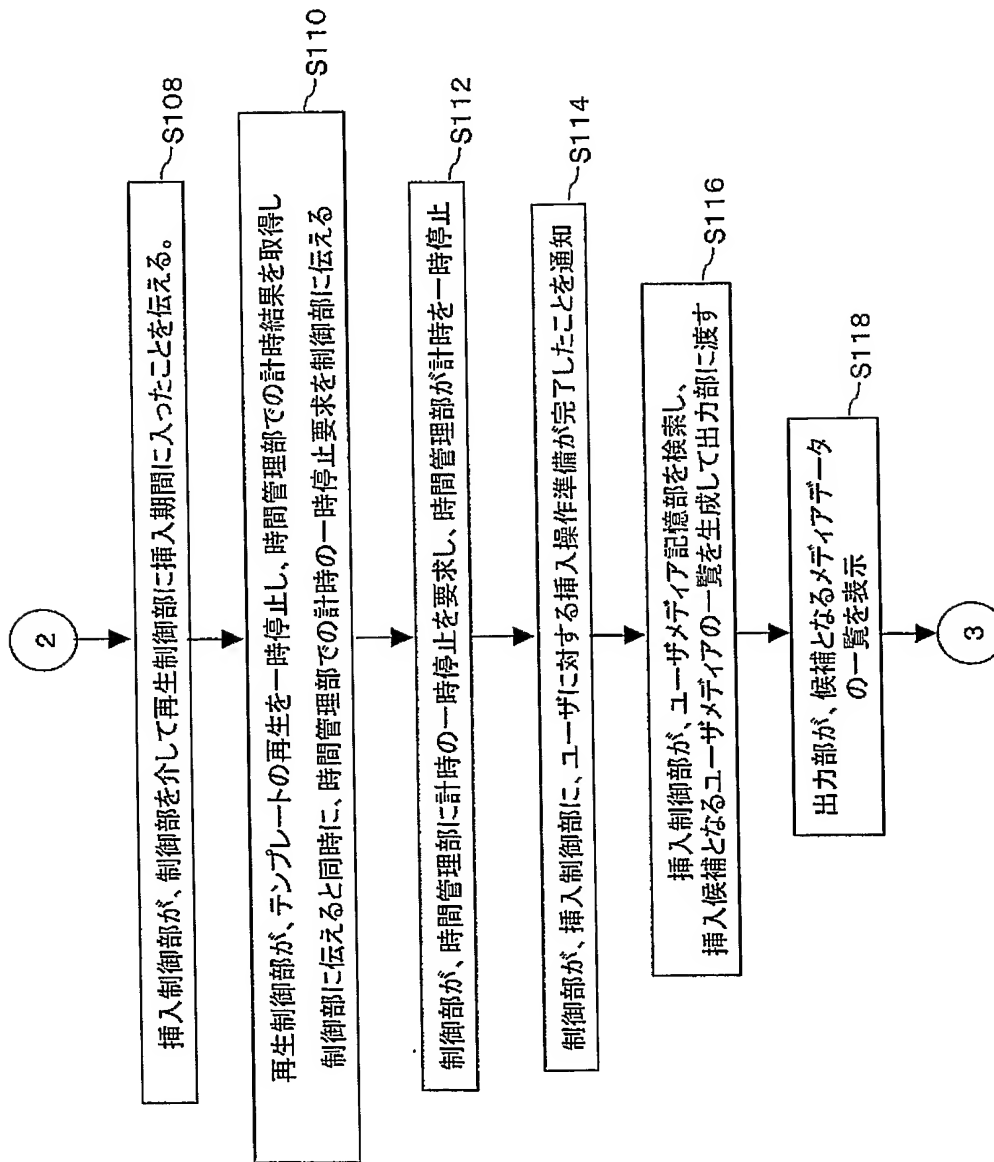 2
挿入制御部が、制御部を介して再生制御部に挿入期間に入ったことを伝える。
S108
再生制御部が、テンプレートの再生を一時停止し、時間管理部での計時結果を取得し
制御部に伝えると同時に、時間管理部での計時の一時停止要求を制御部に伝える
S110
制御部が、時間管理部に計時の一時停止を要求し、時間管理部が計時を一時停止
S112
制御部が、挿入制御部に、ユーザに対する挿入操作準備が完了したことを通知
S114
挿入制御部が、ユーザメディア記憶部を検索し、
挿入候補となるユーザメディアの一覧を生成して出力部に渡す
S116
出力部が、候補となるメディアデータ
の一覧を表示
S118
3